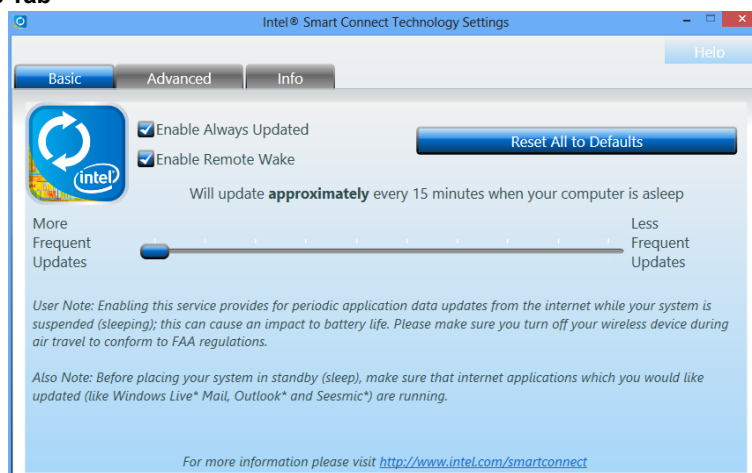 Tab
Intel® Smart Connect Technology Settings
Help
Basic Advanced Info
Enable Always Updated
Enable Remote Wake
Reset All to Defaults
intel
Will update approximately every 15 minutes when your computer is asleep
More
Frequent
Updates
Less
Frequent
Updates
User Note: Enabling this service provides for periodic application data updates from the internet while your system is
suspended (sleeping); this can cause an impact to battery life. Please make sure you turn off your wireless device during
air travel to conform to FAA regulations.
Also Note: Before placing your system in standby (sleep), make sure that internet applications which you would like
updated (like Windows Live* Mail, Outlook* and Seesmic*) are running.
For more information please visit http://www.intel.com/smartconnect